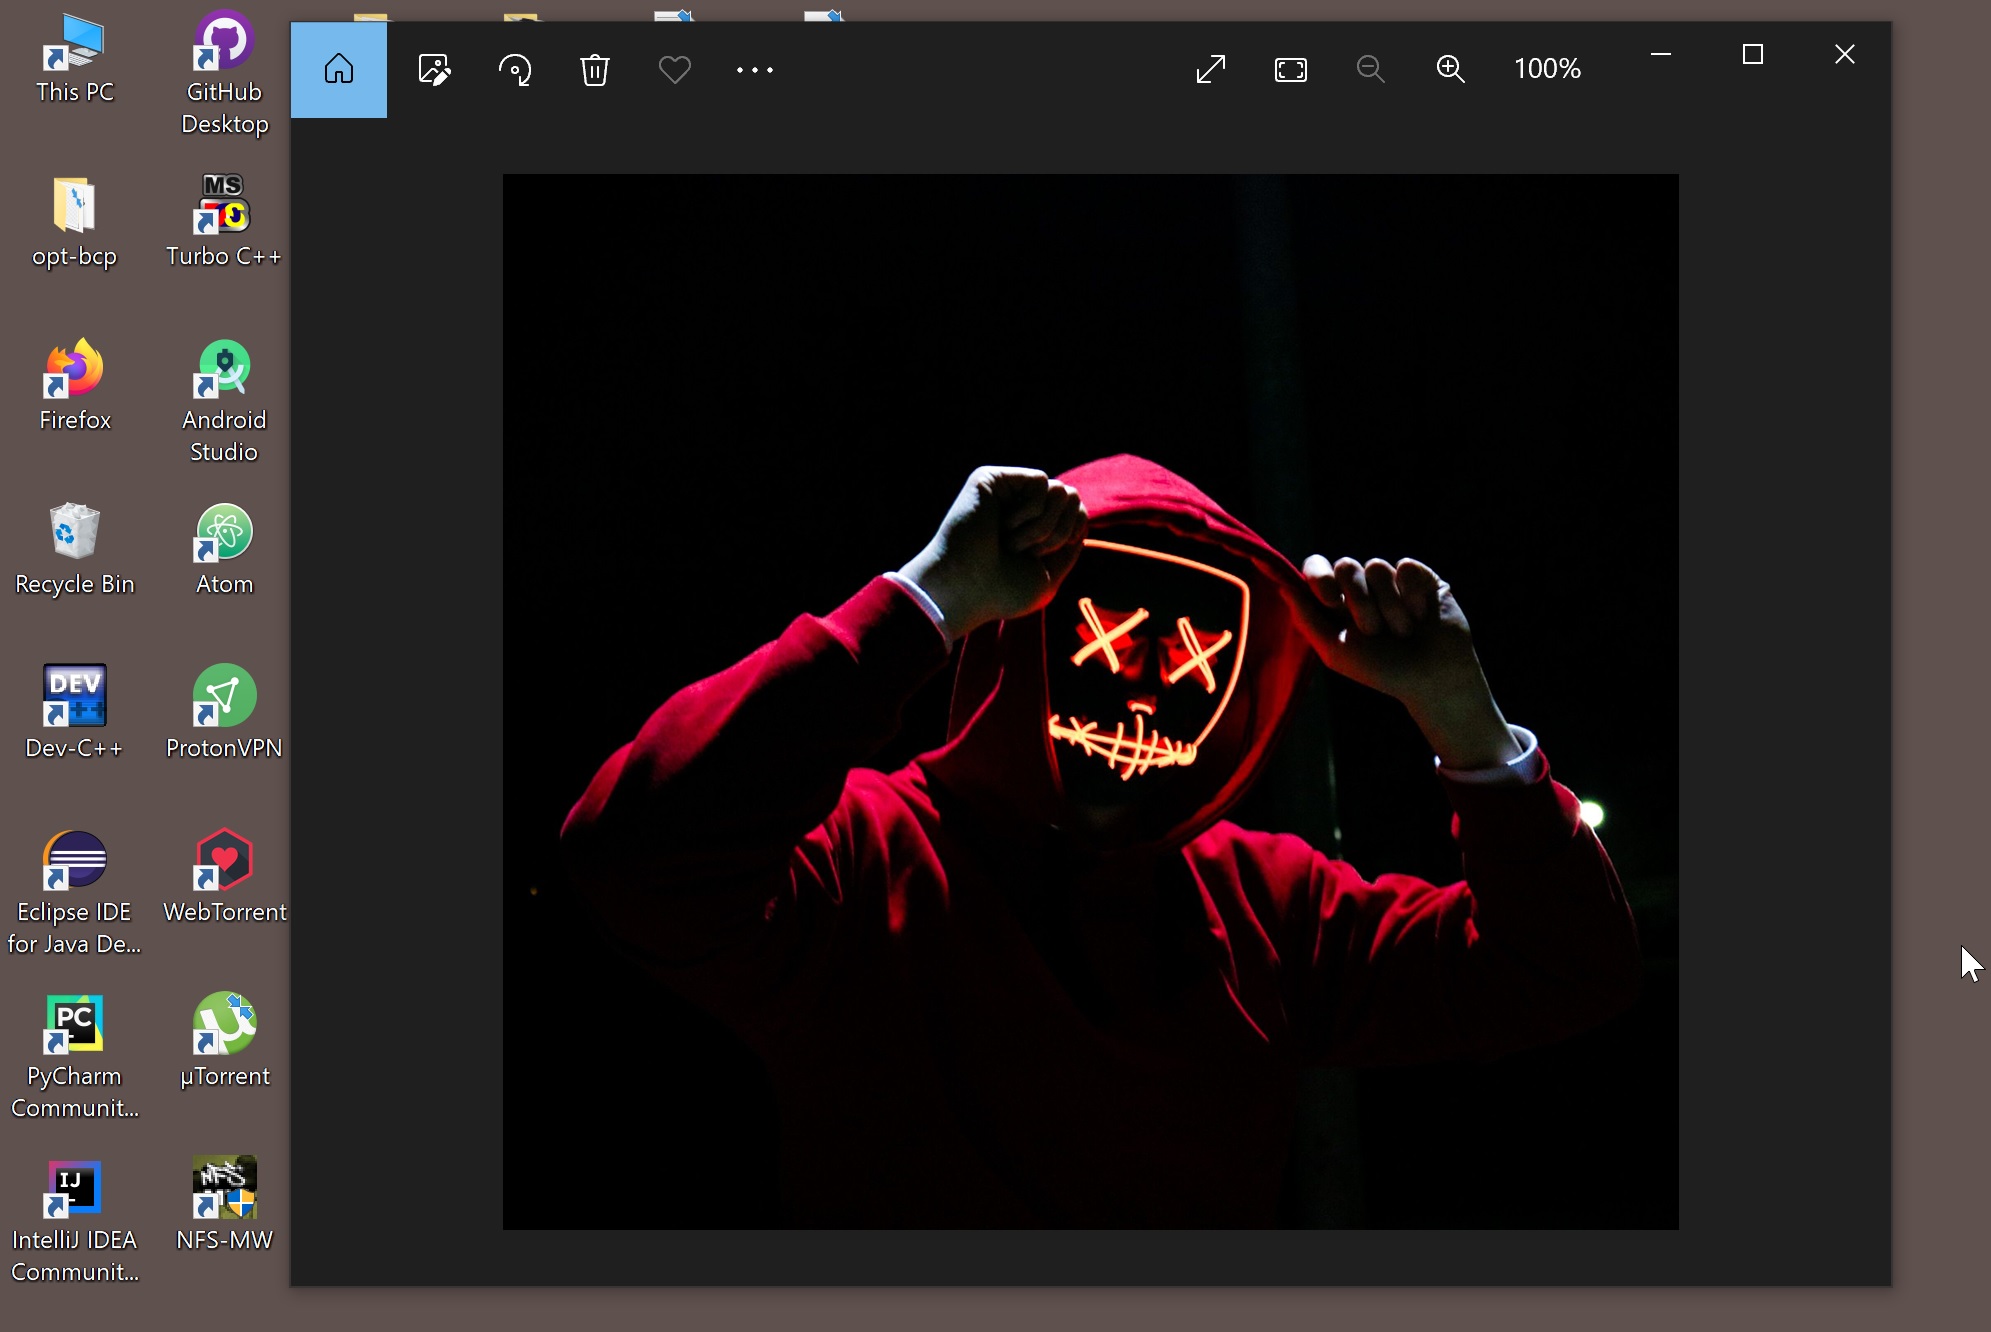 100%
This PC
GitHub
Desktop
opt-bcp
MS
Turbo C++
Firefox
Android
Studio
Recycle Bin
Atom
DEV
Dev-C++
ProtonVPN
Eclipse IDE
for Java De...
WebTorrent
PC
PyCharm
Communit...
µTorrent
IJ
IntelliJ IDEA
Communit...
NFS
NFS-MW